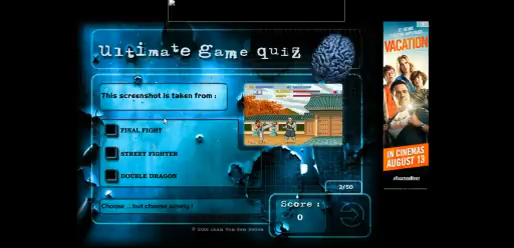 ultimate game quiz
This screenshot is taken from :
FINAL FIGHT
STREET FIGHTER
DOUBLE DRAGON
2/50
Choose ... but choose wisely !
Score :
0
VACATION
IN CINEMAS
AUGUST 13